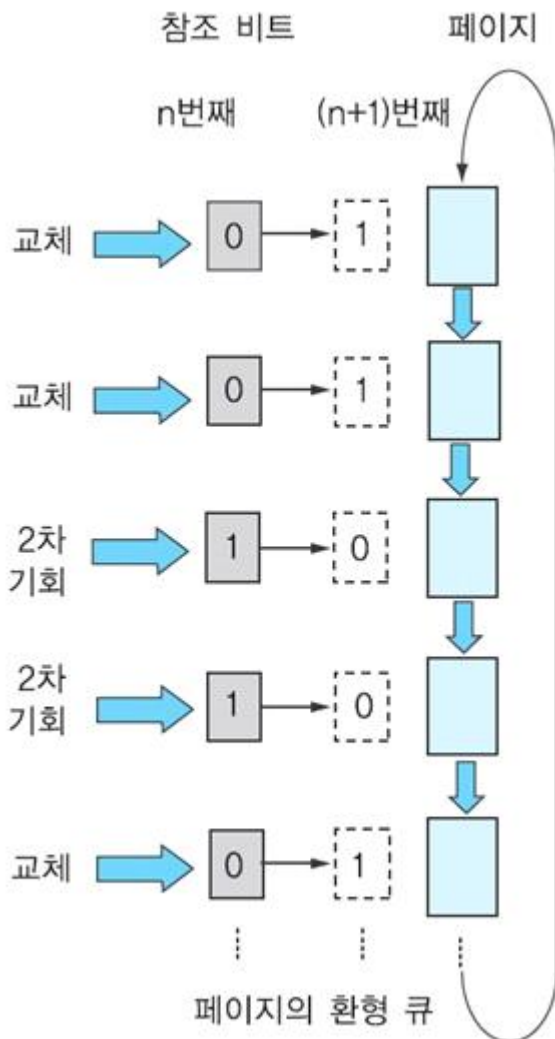 참조 비트 페이지
n번째 (n+1)번째
교체 0 1
교체 0 1
2차
기회 1 0
2차
기회 1 0
교체 0 1
페이지의 환형 큐